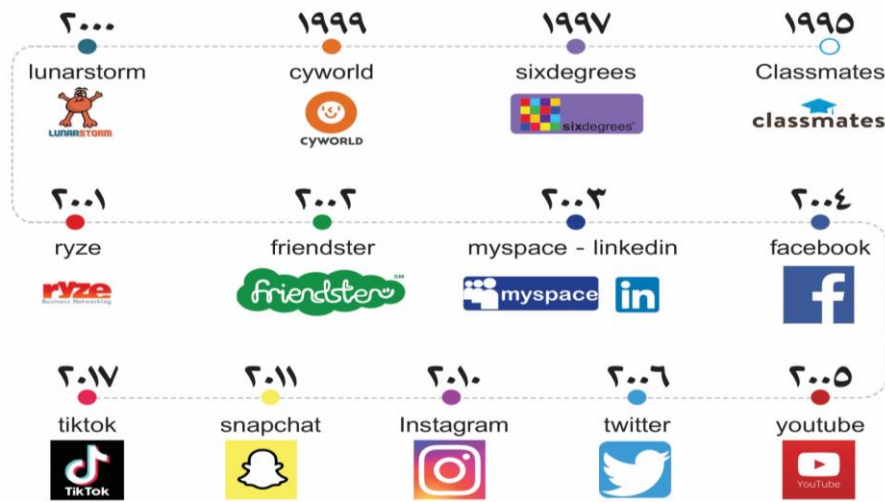 ١٩٩٥
Classmates
classmates
١٩٩٧
sixdegrees
sixdegrees®
١٩٩٩
cyworld
CYWORLD
٢٠٠٠
lunarstorm
LUNARSTORM
٢٠٠١
ryze
ryze
Business Networking
٢٠٠٢
friendster
friendster SM
٢٠٠٣
myspace - linkedin
myspace
in
٢٠٠٤
facebook
f
٢٠٠٥
youtube
YouTube
٢٠٠٦
twitter
٢٠١٠
Instagram
٢٠١١
snapchat
٢٠١٧
tiktok
TikTok